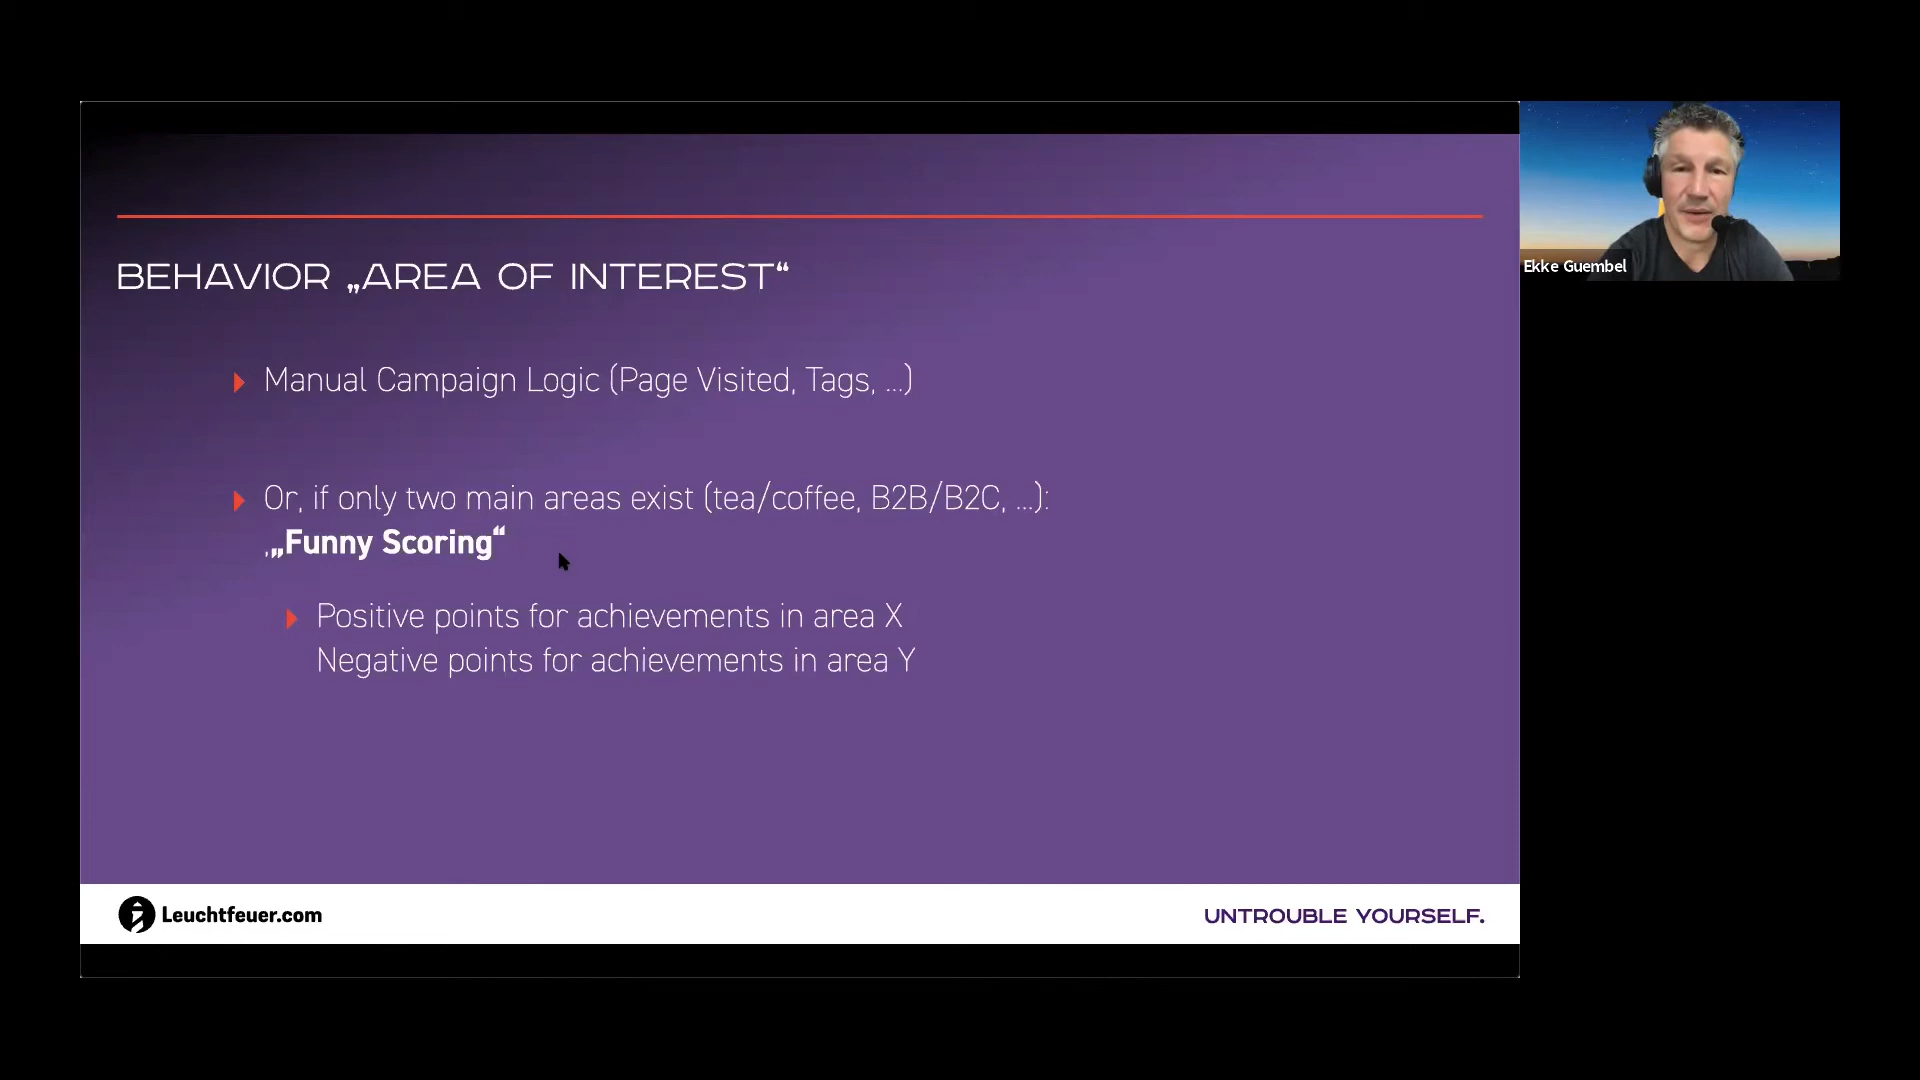 BEHAVIOR „AREA OF INTEREST“
Manual Campaign Logic (Page Visited, Tags, ...)
Or, if only two main areas exist (tea/coffee, B2B/B2C, ...):
„Funny Scoring“
Positive points for achievements in area X
Negative points for achievements in area Y
Leuchtfeuer.com
UNTROUBLE YOURSELF.
Ekke Guembel